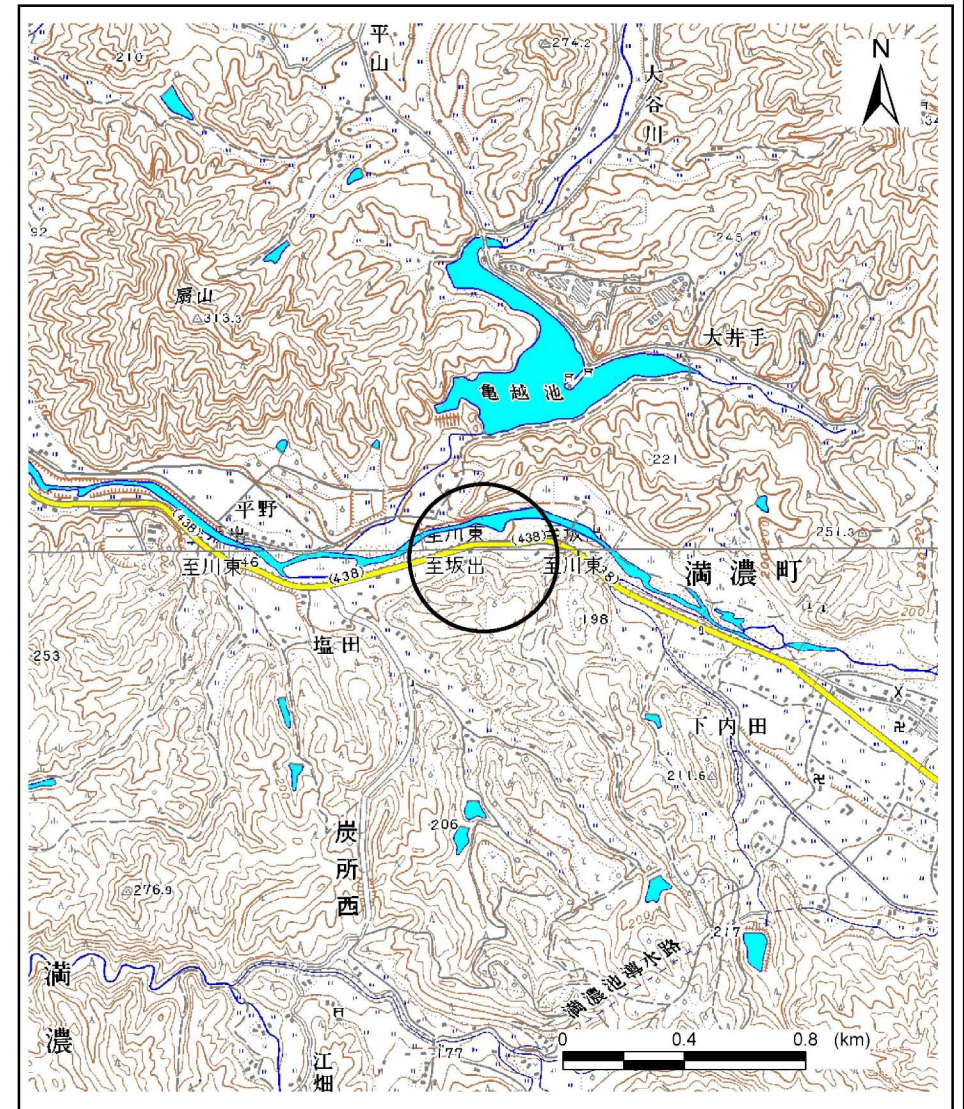 210
平山
274.2
大谷川
N
92
245
扇山
313.3
大井手
亀越池
221
平野
251.3
(438)
至川東
(438)
至川東
至坂出
(438)
至川東
満濃町
198
塩田
253
下内田
211.6
206
炭所西
276.9
217
満濃池導水路
満濃
江畑
177
0 0.4 0.8 (km)